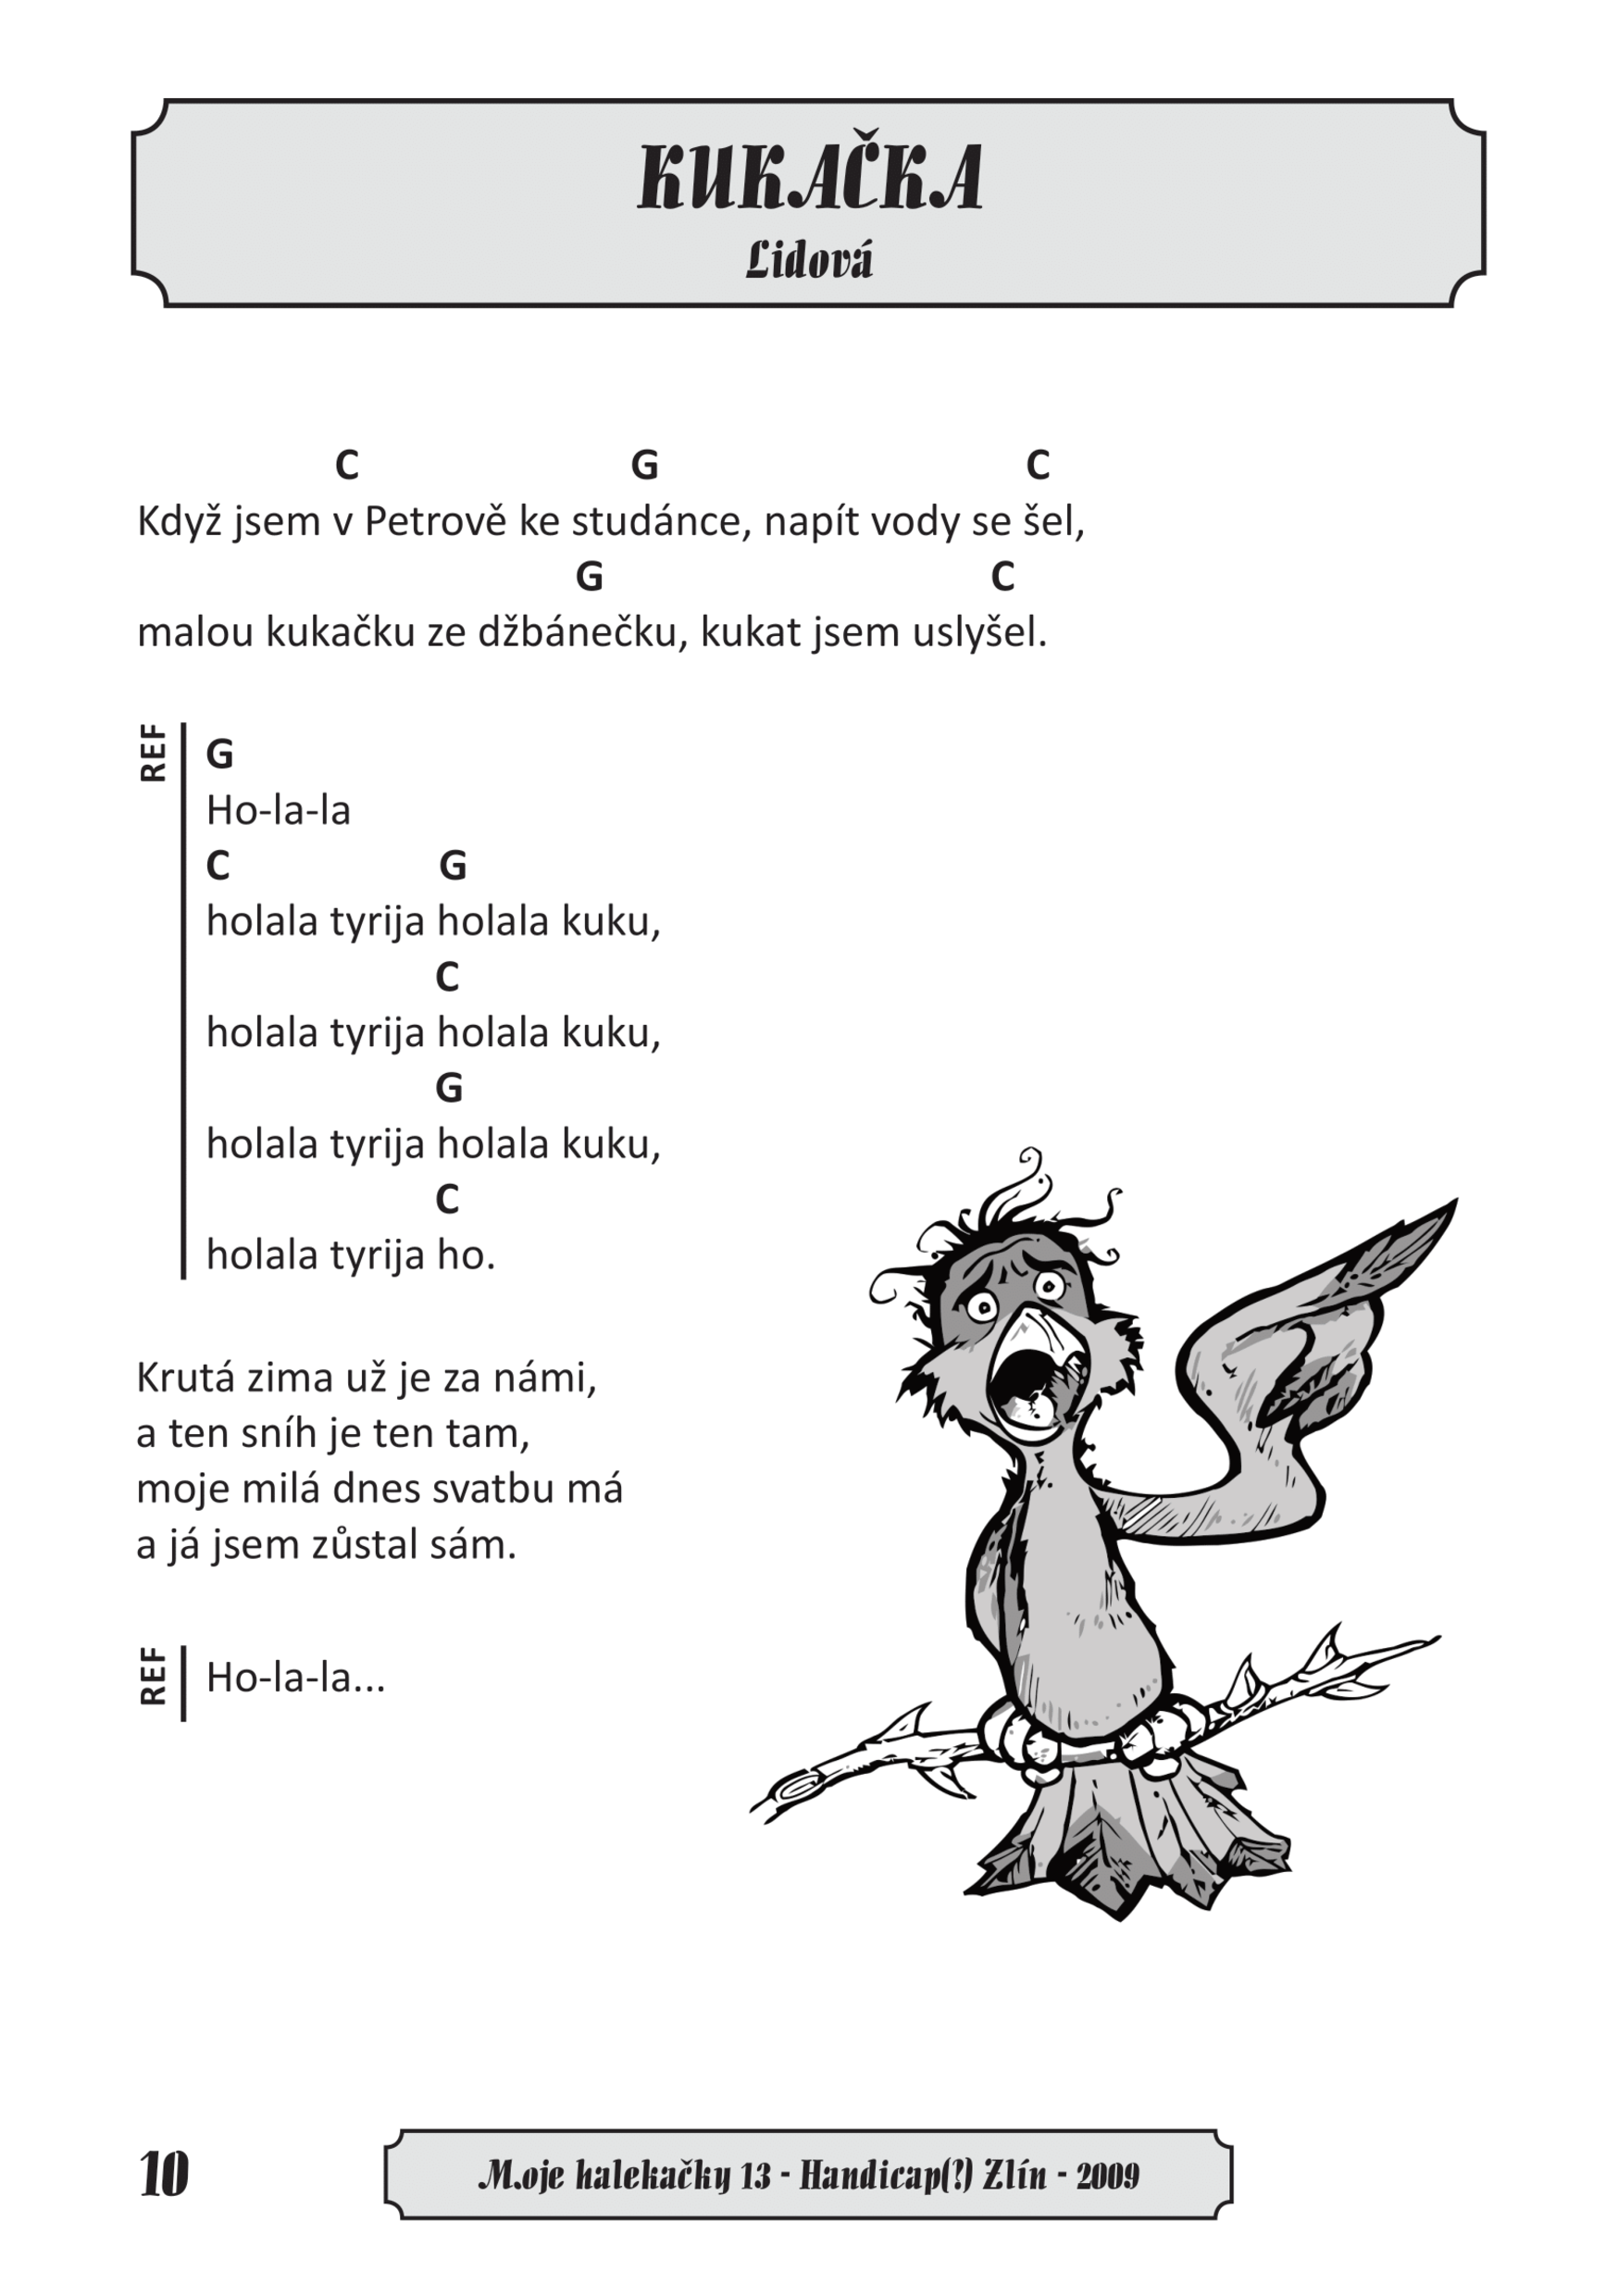 KUKAČKA
Lidová
C G C
Když jsem v Petrově ke studánce, napít vody se šel,
G C
malou kukačku ze džbánečku, kukat jsem uslyšel.
REF
G
Ho-la-la
C G
holala tyrija holala kuku,
C
holala tyrija holala kuku,
G
holala tyrija holala kuku,
C
holala tyrija ho.
Krutá zima už je za námi,
a ten sníh je ten tam,
moje milá dnes svatbu má
a já jsem zůstal sám.
REF
Ho-la-la...
10
Moje halekačky 13 - Handicap(?) Zlín - 2009